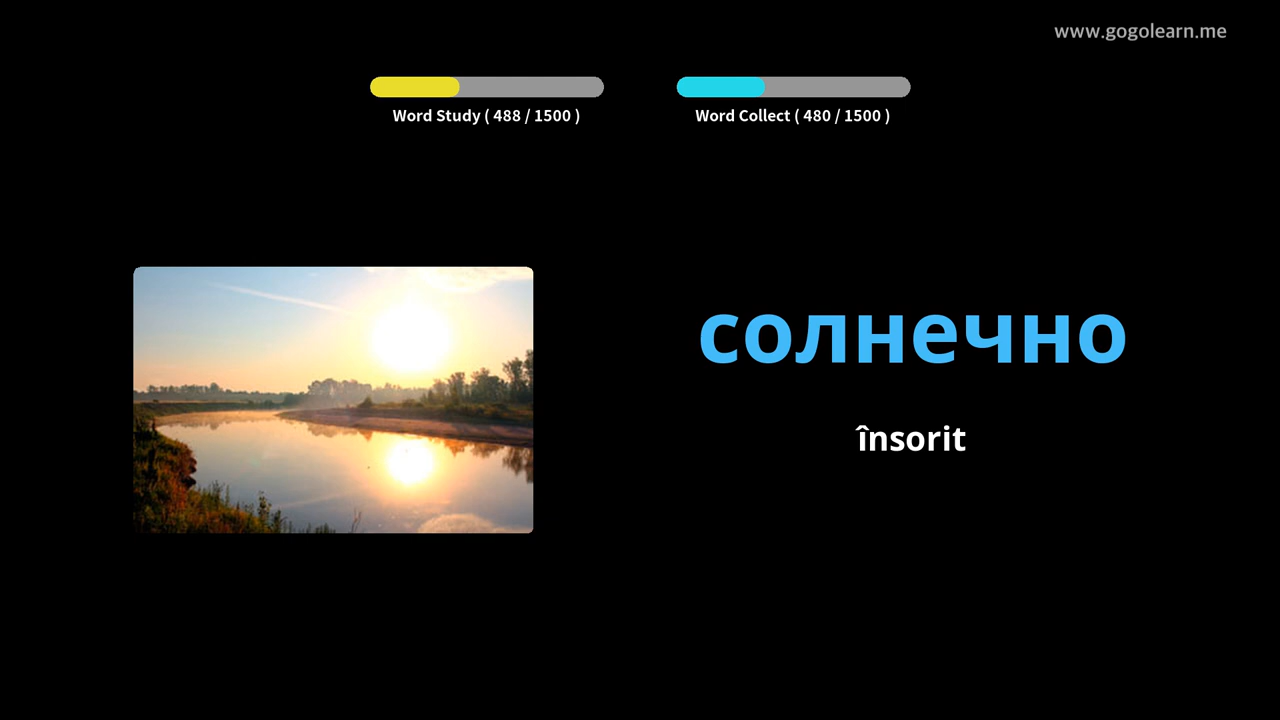 www.gogolearn.me
Word Study ( 488 / 1500 )
Word Collect ( 480 / 1500 )
солнечно
însorit